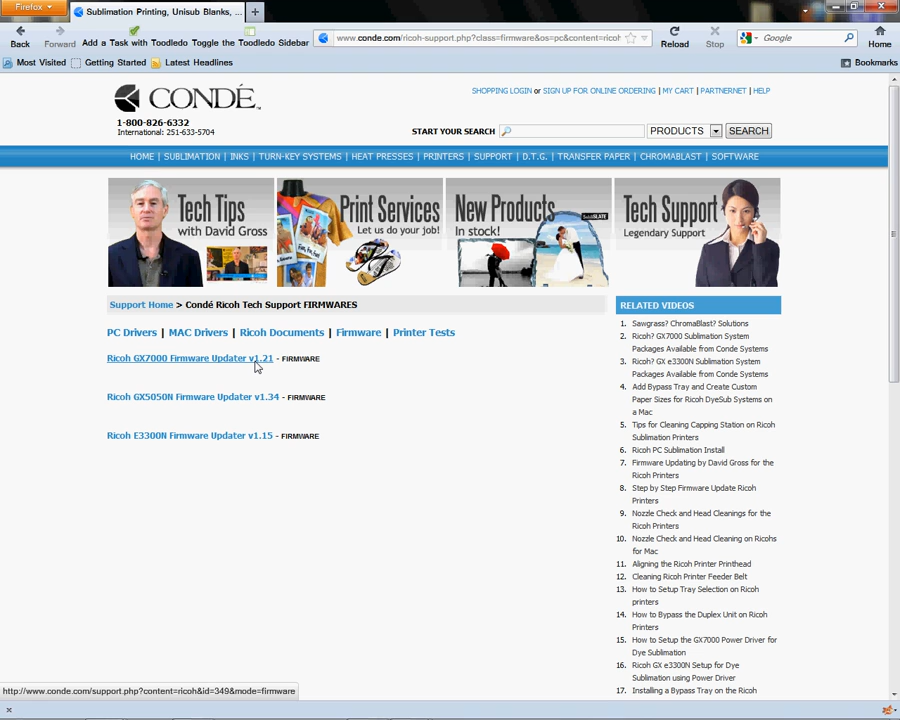 Firefox
Sublimation Printing, Unisub Blanks, ...
Back
Forward
Add a Task with Toodledo
Toggle the Toodledo Sidebar
www.conde.com/ricoh-support.php?class=firmware&os=pc&content=ricoh
Reload
Stop
Google
Home
Most Visited
Getting Started
Latest Headlines
Bookmarks
CONDÉ
1-800-826-6332
International: 251-633-5704
SHOPPING LOGIN or SIGN UP FOR ONLINE ORDERING | MY CART | PARTNERNET | HELP
START YOUR SEARCH
PRODUCTS
SEARCH
HOME | SUBLIMATION | INKS | TURN-KEY SYSTEMS | HEAT PRESSES | PRINTERS | SUPPORT | D.T.G. | TRANSFER PAPER | CHROMABLAST | SOFTWARE
Tech Tips
with David Gross
Print Services
Let us do your job!
New Products
In stock!
Tech Support
Legendary Support
Support Home > Condé Ricoh Tech Support FIRMWARES
PC Drivers | MAC Drivers | Ricoh Documents | Firmware | Printer Tests
Ricoh GX7000 Firmware Updater v1.21 - FIRMWARE
Ricoh GX5050N Firmware Updater v1.34 - FIRMWARE
Ricoh E3300N Firmware Updater v1.15 - FIRMWARE
RELATED VIDEOS
1. Sawgrass? ChromaBlast? Solutions
2. Ricoh? GX7000 Sublimation System
Packages Available from Conde Systems
3. Ricoh? GX e3300N Sublimation System
Packages Available from Conde Systems
4. Add Bypass Tray and Create Custom
Paper Sizes for Ricoh DyeSub Systems on
a Mac
5. Tips for Cleaning Capping Station on Ricoh
Sublimation Printers
6. Ricoh PC Sublimation Install
7. Firmware Updating by David Gross for the
Ricoh Printers
8. Step by Step Firmware Update Ricoh
Printers
9. Nozzle Check and Head Cleanings for the
Ricoh Printers
10. Nozzle Check and Head Cleaning on Ricohs
for Mac
11. Aligning the Ricoh Printer Printhead
12. Cleaning Ricoh Printer Feeder Belt
13. How to Setup Tray Selection on Ricoh
printers
14. How to Bypass the Duplex Unit on Ricoh
Printers
15. How to Setup the GX7000 Power Driver for
Dye Sublimation
16. Ricoh GX e3300N Setup for Dye
Sublimation using Power Driver
17. Installing a Bypass Tray on the Ricoh
http://www.conde.com/support.php?content=ricoh&id=349&mode=firmware